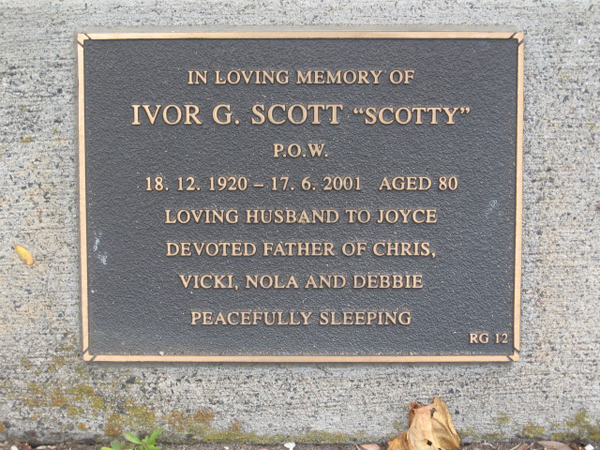 IN LOVING MEMORY OF
IVOR G. SCOTT “SCOTTY”
P.O.W.
18. 12. 1920 – 17. 6. 2001 AGED 80
LOVING HUSBAND TO JOYCE
DEVOTED FATHER OF CHRIS,
VICKI, NOLA AND DEBBIE
PEACEFULLY SLEEPING
RG 12